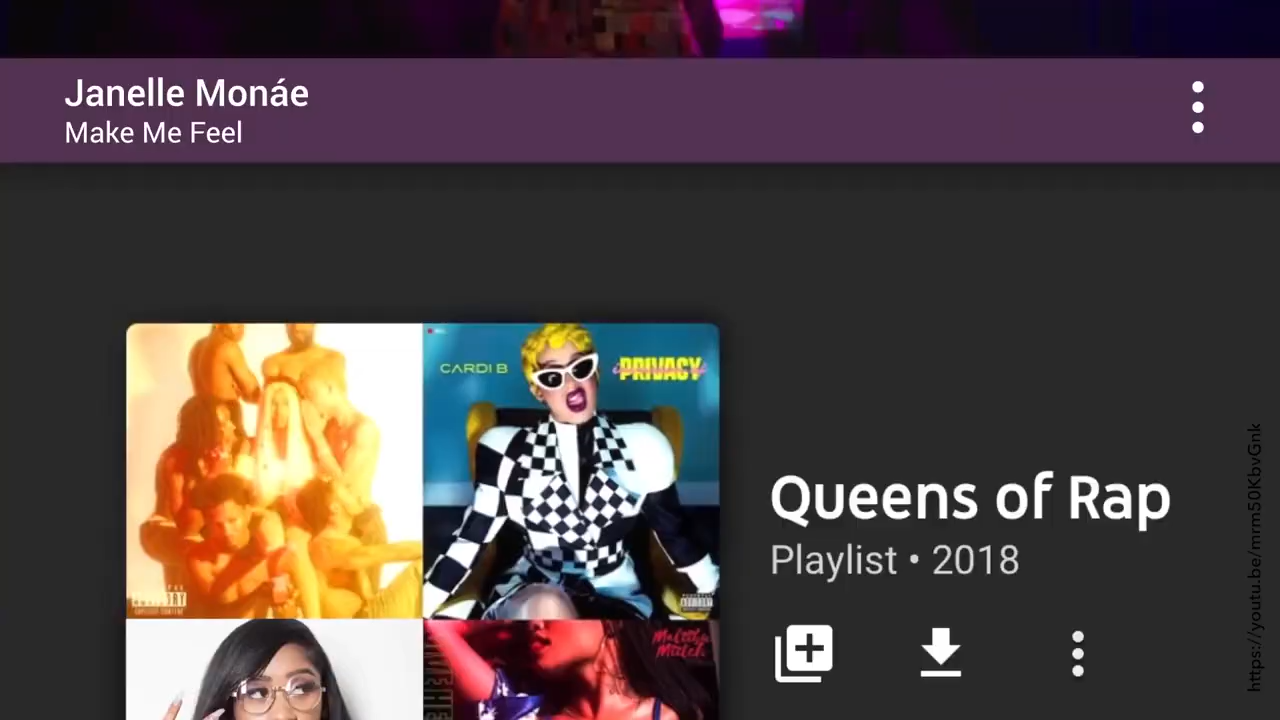 Janelle Monáe
Make Me Feel
CARDI B
PRIVACY
Queens of Rap
Playlist • 2018
https://youtu.be/mrm50KbvGnk